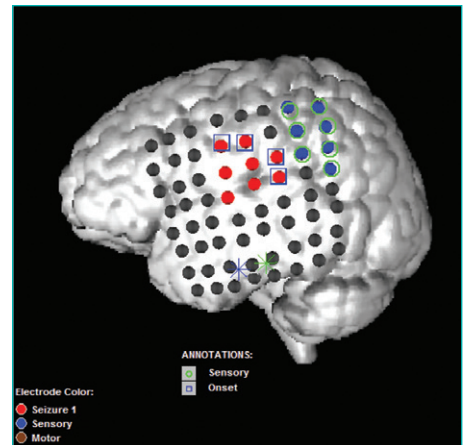 ANNOTATIONS:
Sensory
Onset
Electrode Color:
Seizure 1
Sensory
Motor